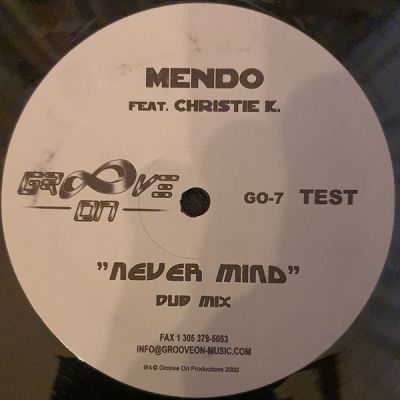 MENDO
FEAT. CHRISTIE K.
GROOVE
ON
GO-7 TEST
"NEVER MIND"
DUB MIX
FAX 1 305 379-5053
INFO@GROOVEON-MUSIC.COM
℗& © Groove On Productions 2002